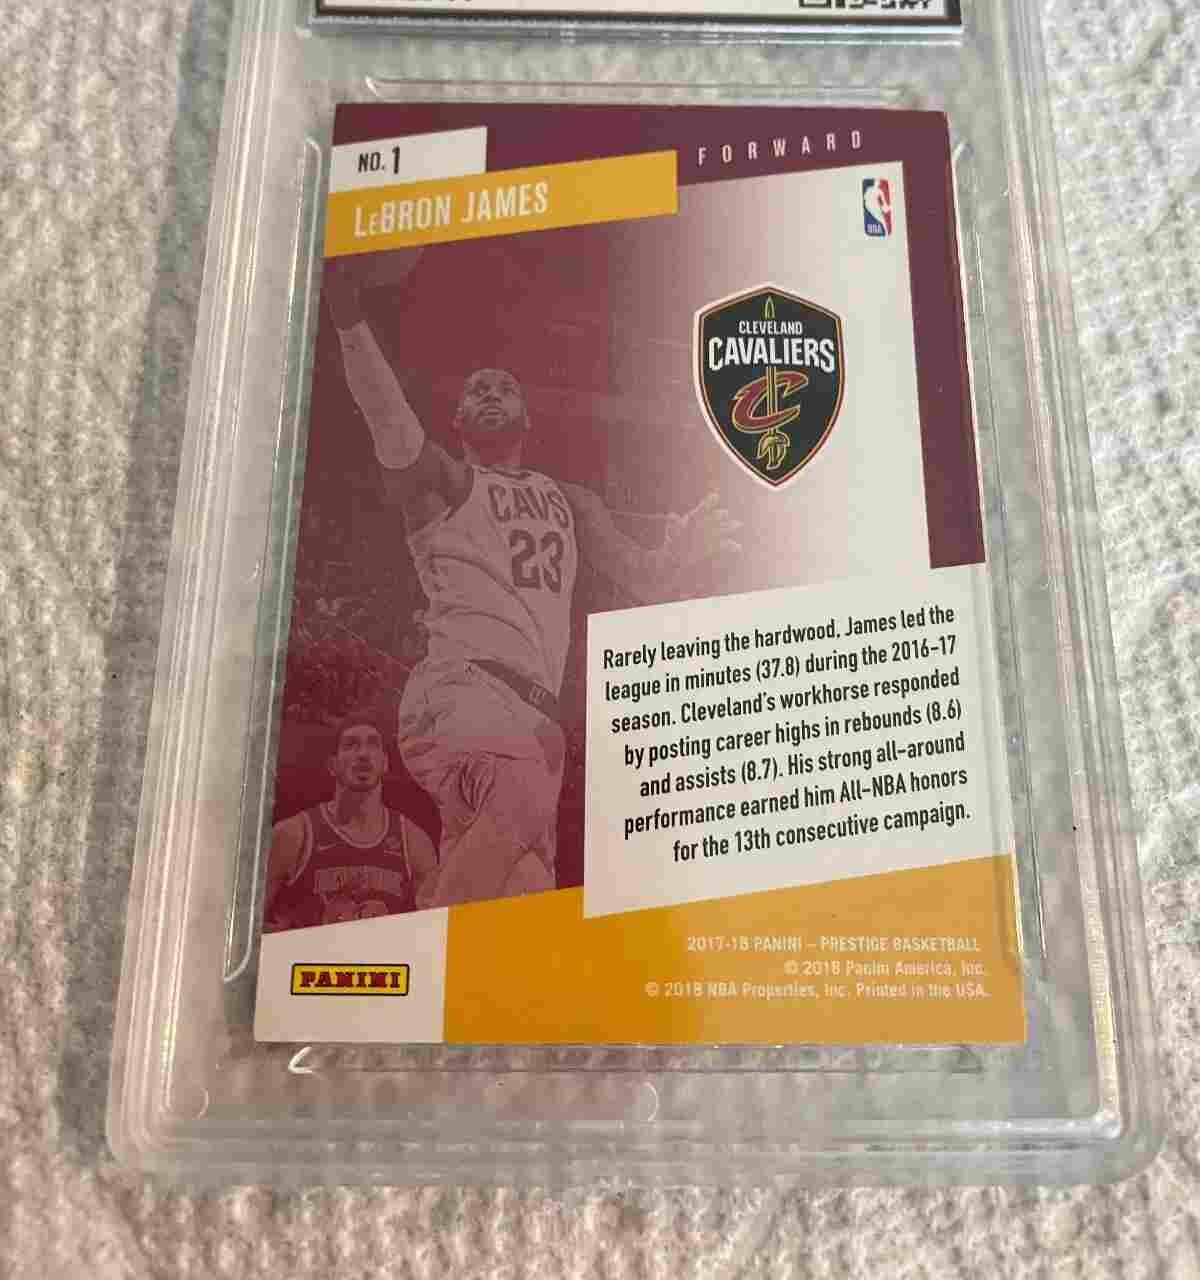 NO. 1
FORWARD
LeBRON JAMES
NBA
CLEVELAND
CAVALIERS
C
CAVS
23
Rarely leaving the hardwood, James led the
league in minutes (37.8) during the 2016-17
season. Cleveland's workhorse responded
by posting career highs in rebounds (8.6)
and assists (8.7). His strong all-around
performance earned him All-NBA honors
for the 13th consecutive campaign.
2017-18 PANINI – PRESTIGE BASKETBALL
© 2018 Panini America, Inc.
© 2018 NBA Properties, Inc. Printed in the USA.
PANINI